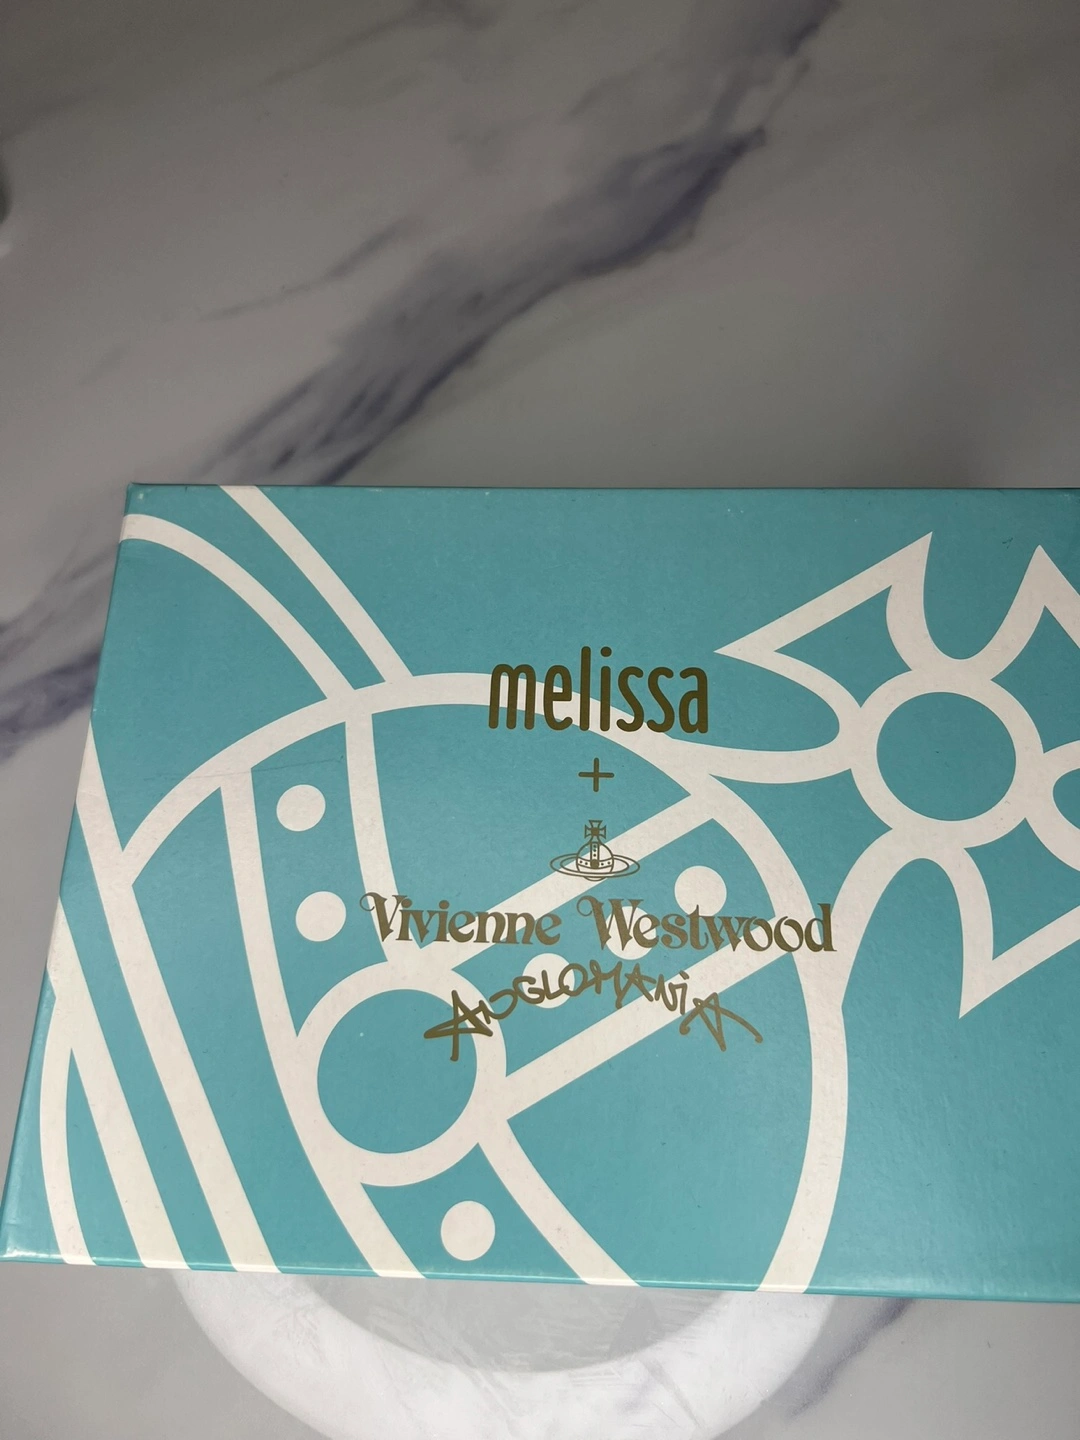 melissa
+
Vivienne Westwood
ANGLOMANiA